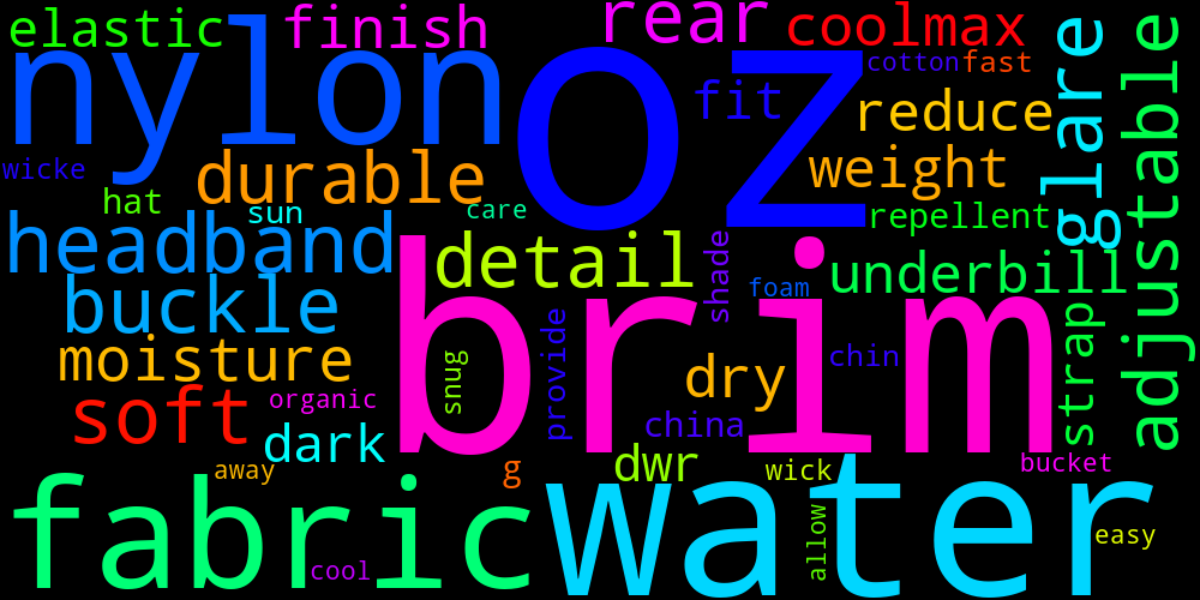 elastic
finish
rear
coolmax
nylon
oz
cotton
fast
glare
adjustable
fit
reduce
wicke
durable
weight
hat
sun
care
repellent
headband
detail
shade
underbill
buckle
brim
foam
moisture
provide
strap
snug
dry
chin
soft
organic
china
dark
away
g
dwr
wick
bucket
fabric
water
allow
easy
cool